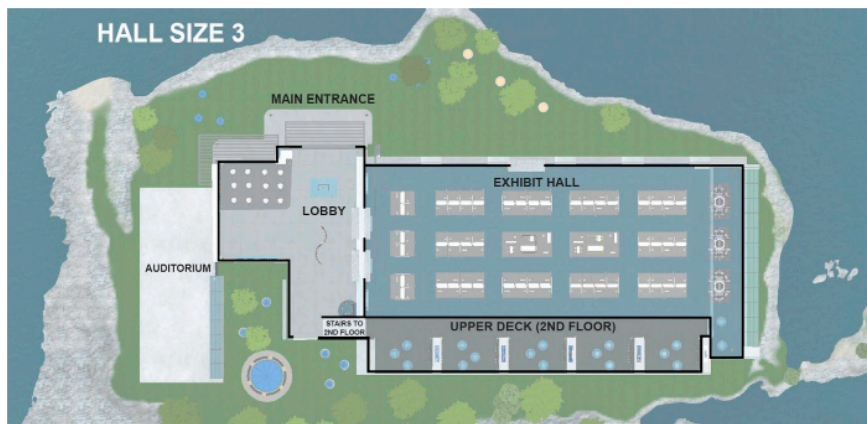 HALL SIZE 3
MAIN ENTRANCE
EXHIBIT HALL
LOBBY
AUDITORIUM
STAIRS TO
2ND FLOOR
UPPER DECK (2ND FLOOR)